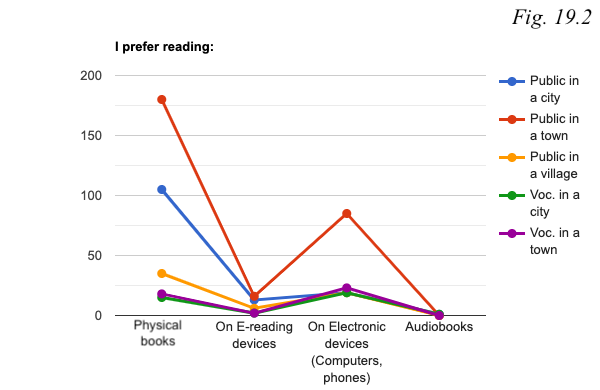 Fig. 19.2
I prefer reading:
200
150
100
50
0
Physical
books
On E-reading
devices
On Electronic
devices
(Computers,
phones)
Audiobooks
Public in
a city
Public in
a town
Public in
a village
Voc. in a
city
Voc. in a
town